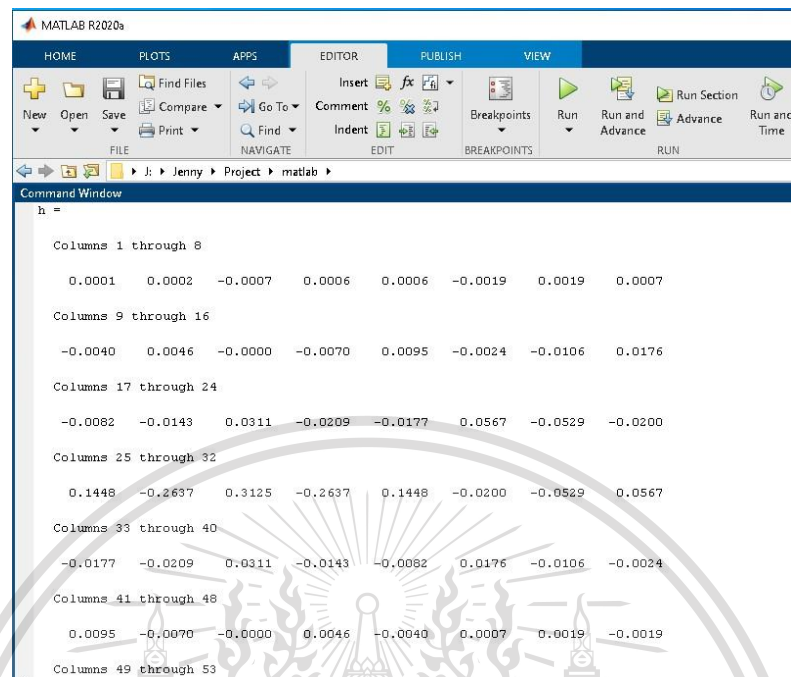 MATLAB R2020a
HOME PLOTS APPS EDITOR PUBLISH VIEW
New Open Save Find Files Compare Print Go To Find Insert fx Comment % Indent Breakpoints Run Run and Advance Run Section Advance Run and Time
FILE NAVIGATE EDIT BREAKPOINTS RUN
J: Jenny Project matlab
Command Window
h =
Columns 1 through 8
0.0001 0.0002 -0.0007 0.0006 0.0006 -0.0019 0.0019 0.0007
Columns 9 through 16
-0.0040 0.0046 -0.0000 -0.0070 0.0095 -0.0024 -0.0106 0.0176
Columns 17 through 24
-0.0082 -0.0143 0.0311 -0.0209 -0.0177 0.0567 -0.0529 -0.0200
Columns 25 through 32
0.1448 -0.2637 0.3125 -0.2637 0.1448 -0.0200 -0.0529 0.0567
Columns 33 through 40
-0.0177 -0.0209 0.0311 -0.0143 -0.0082 0.0176 -0.0106 -0.0024
Columns 41 through 48
0.0095 -0.0070 -0.0000 0.0046 -0.0040 0.0007 0.0019 -0.0019
Columns 49 through 53